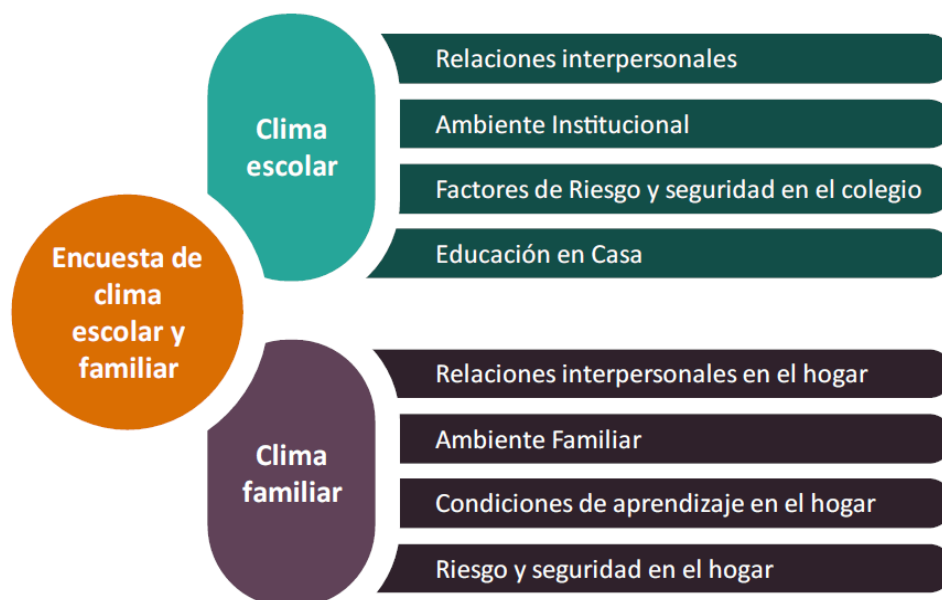 Encuesta de
clima
escolar y
familiar
Clima
escolar
Relaciones interpersonales
Ambiente Institucional
Factores de Riesgo y seguridad en el colegio
Educación en Casa
Clima
familiar
Relaciones interpersonales en el hogar
Ambiente Familiar
Condiciones de aprendizaje en el hogar
Riesgo y seguridad en el hogar